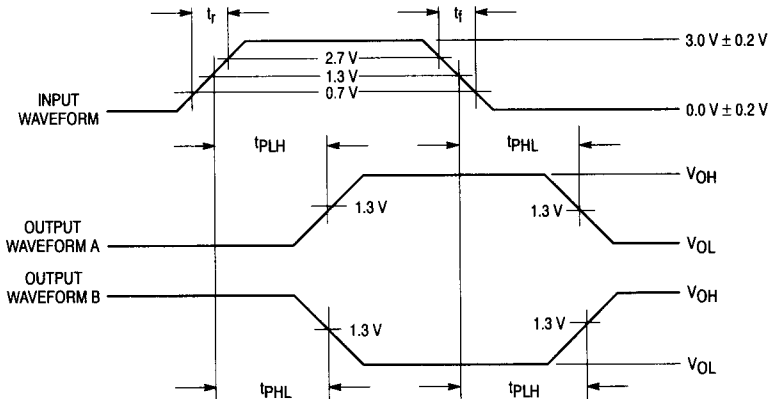 tr
tf
3.0 V ± 0.2 V
2.7 V
1.3 V
0.7 V
INPUT
WAVEFORM
0.0 V ± 0.2 V
tPLH
tPHL
VOH
1.3 V
1.3 V
OUTPUT
WAVEFORM A
VOL
OUTPUT
WAVEFORM B
VOH
1.3 V
1.3 V
VOL
tPHL
tPLH